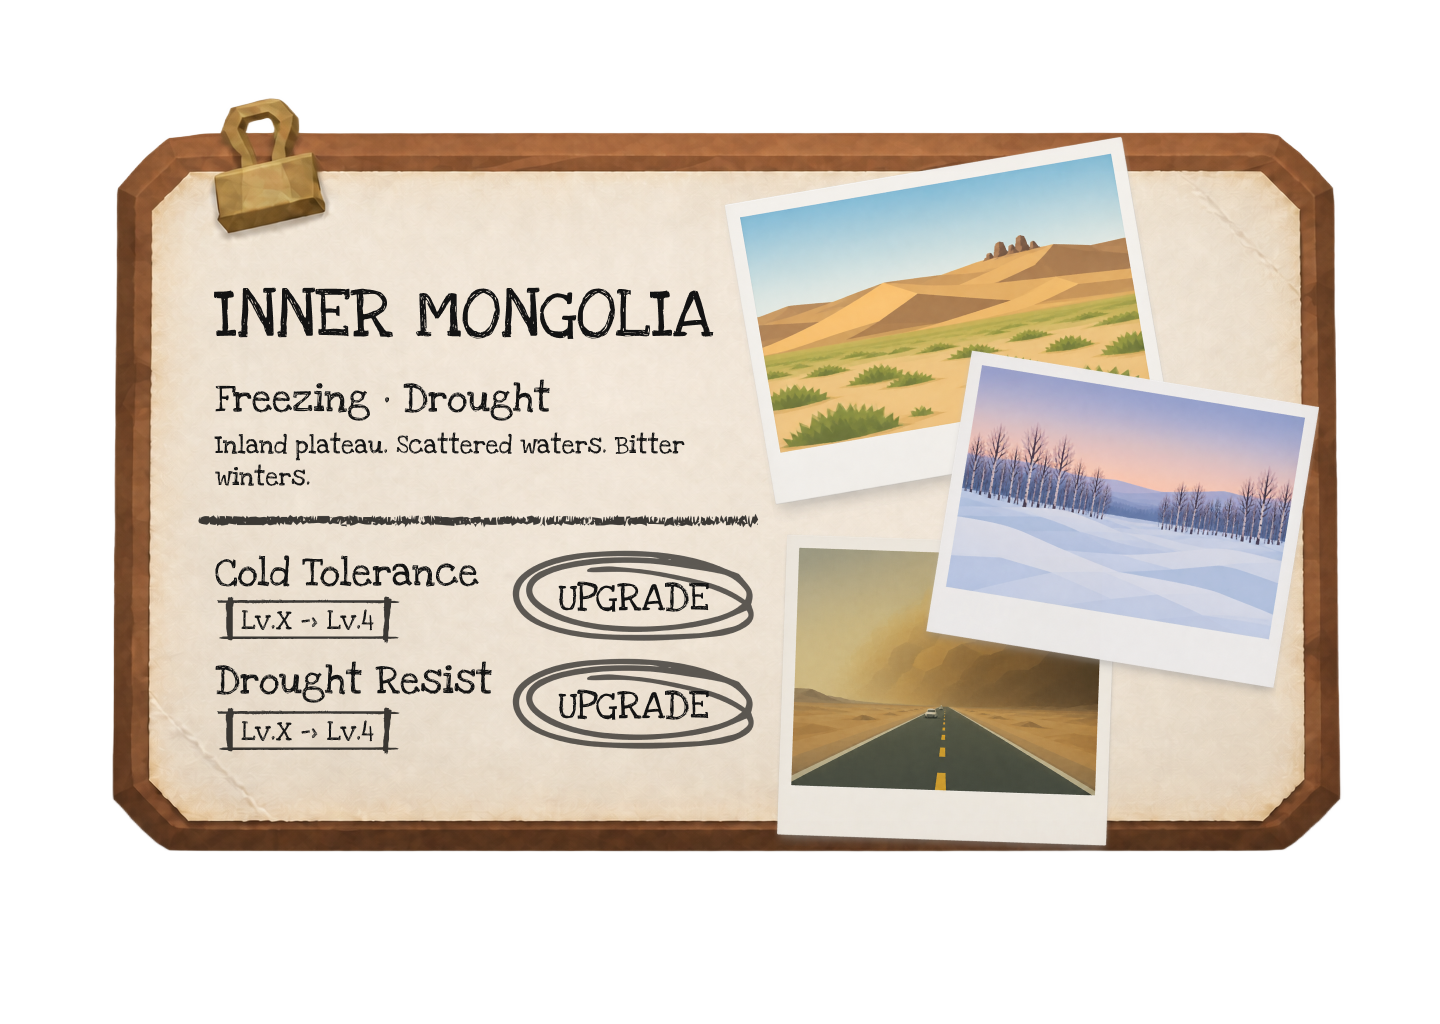 INNER MONGOLIA
Freezing · Drought
Inland plateau. Scattered waters. Bitter
winters.
Cold Tolerance
Lv.X -> Lv.4
UPGRADE
Drought Resist
Lv.X -> Lv.4
UPGRADE